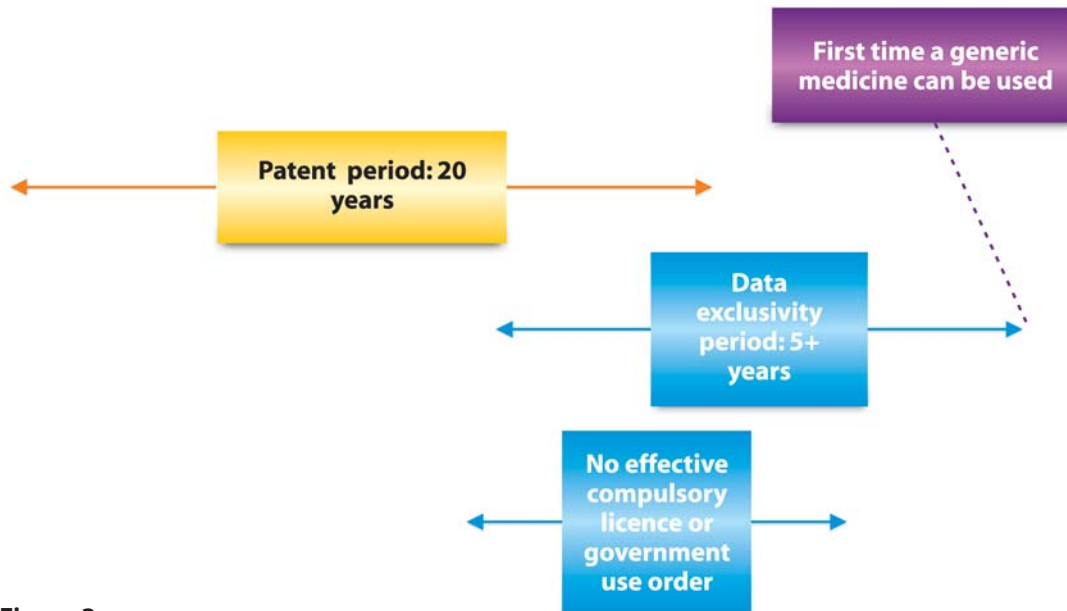 First time a generic
medicine can be used
Patent period: 20
years
Data
exclusivity
period: 5+
years
No effective
compulsory
licence or
government
use order